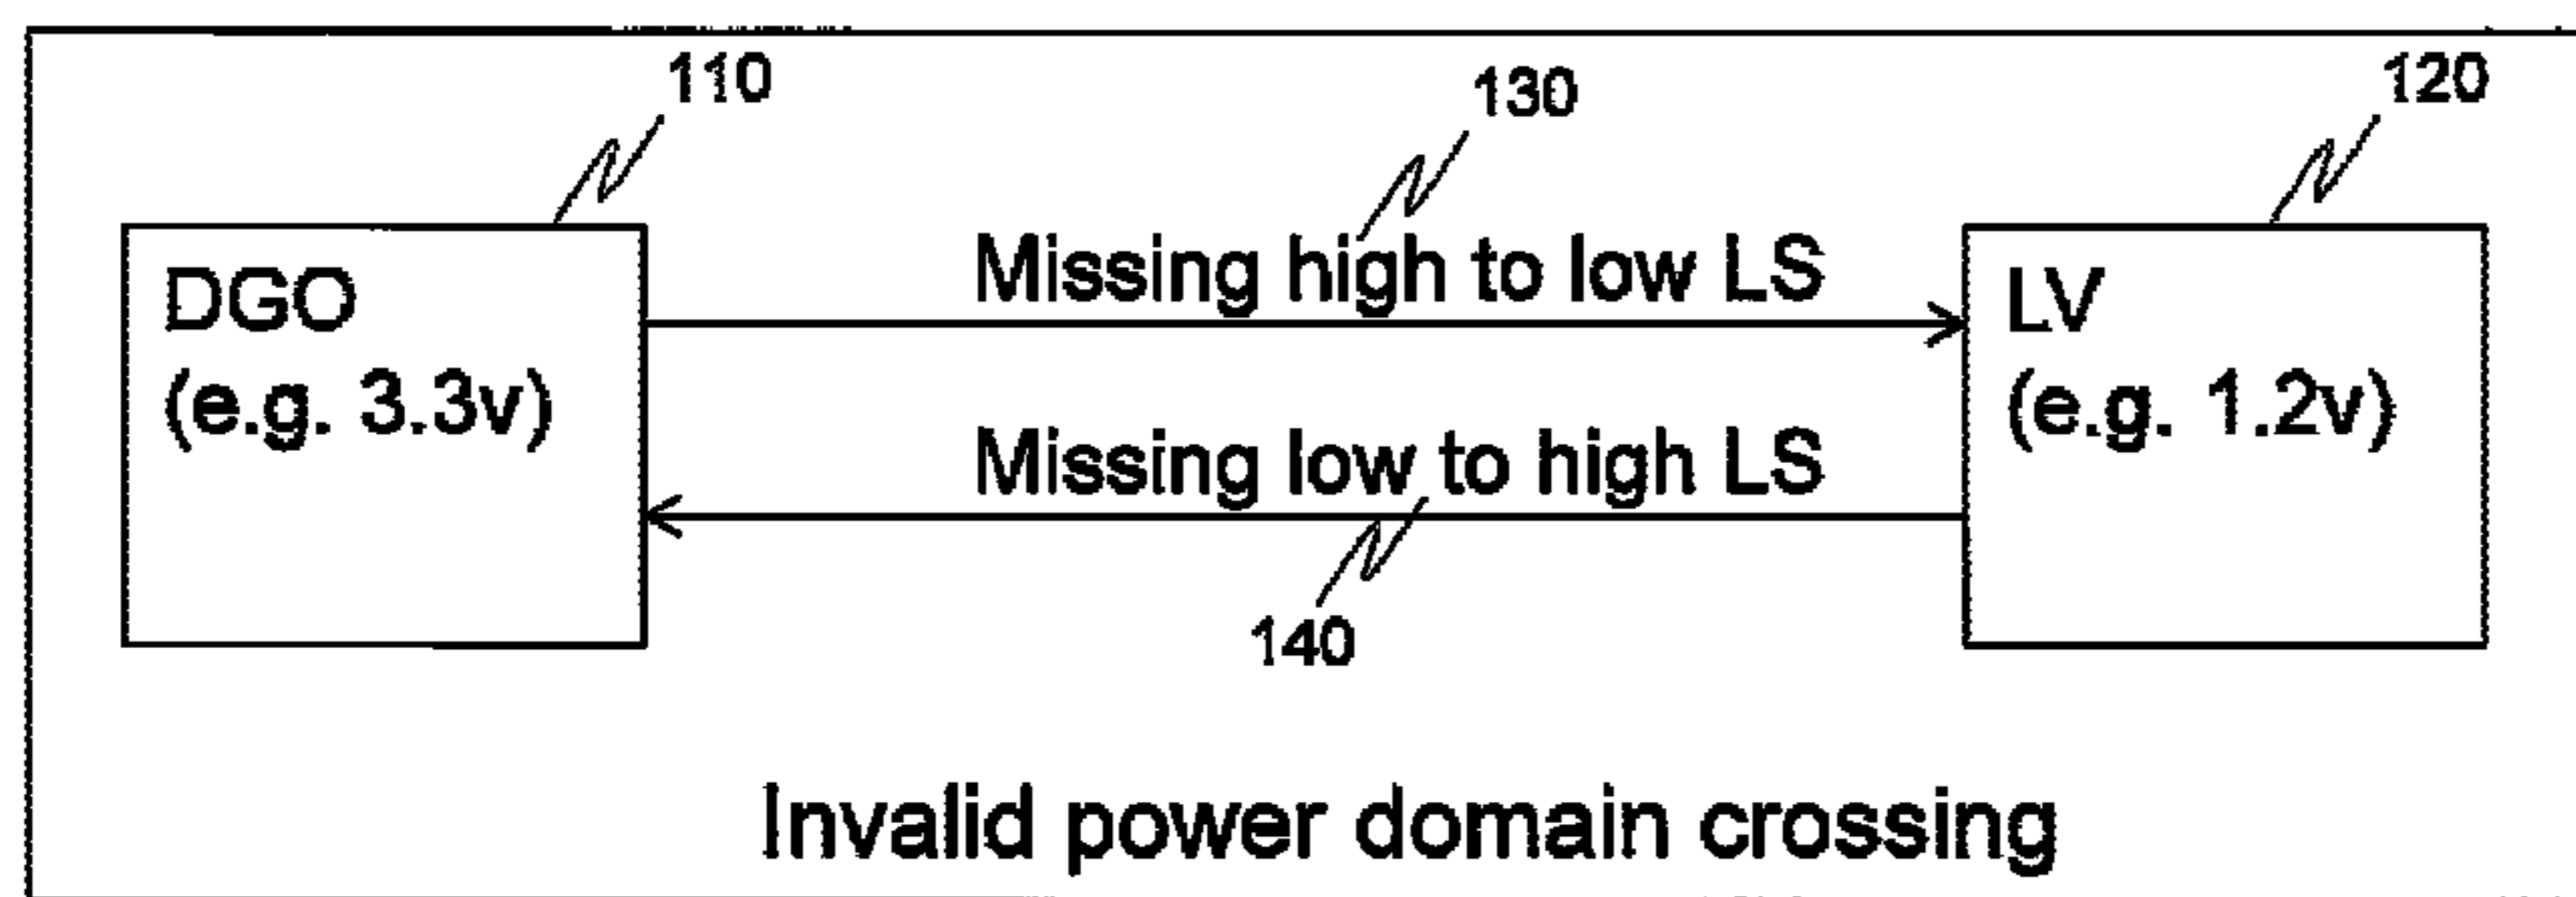 110
130
120
DGO
(e.g. 3.3v)
Missing high to low LS
LV
(e.g. 1.2v)
Missing low to high LS
140
Invalid power domain crossing